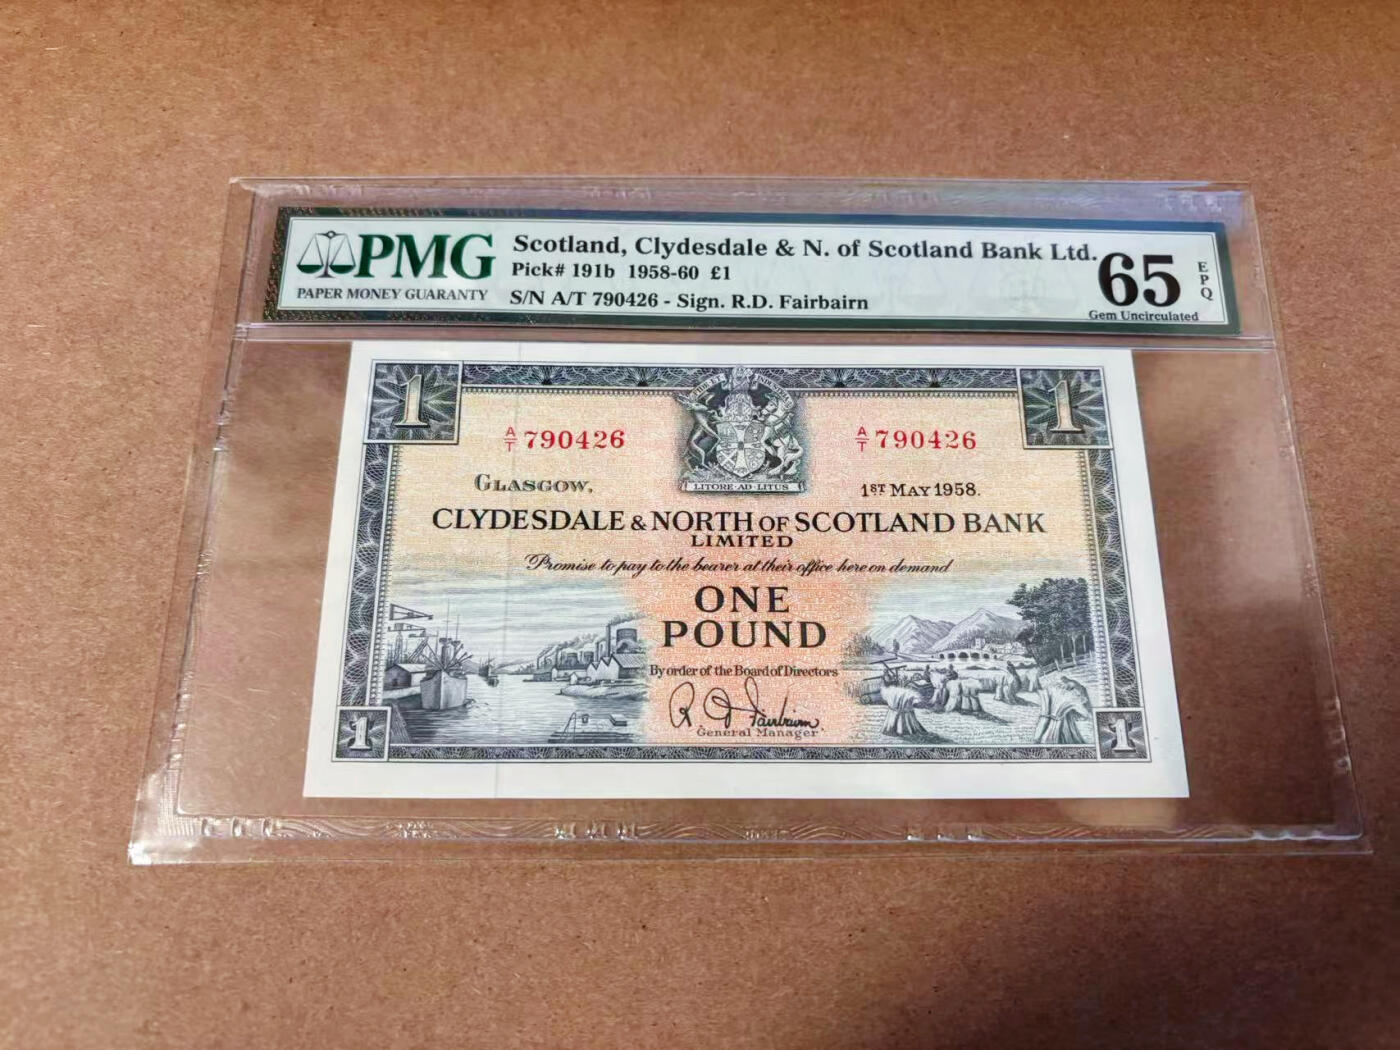 PMG
PAPER MONEY GUARANTY
Scotland, Clydesdale & N. of Scotland Bank Ltd.
Pick# 191b 1958-60 £1
S/N A/T 790426 - Sign. R.D. Fairbairn
65
EPQ
Gem Uncirculated
1
1
A/T 790426
A/T 790426
LITORE·AD·LITUS
GLASGOW,
1ST MAY 1958.
CLYDESDALE & NORTH OF SCOTLAND BANK
LIMITED
Promise to pay to the bearer at their office here on demand
ONE
POUND
By order of the Board of Directors
R D Fairbairn
General Manager
1
1